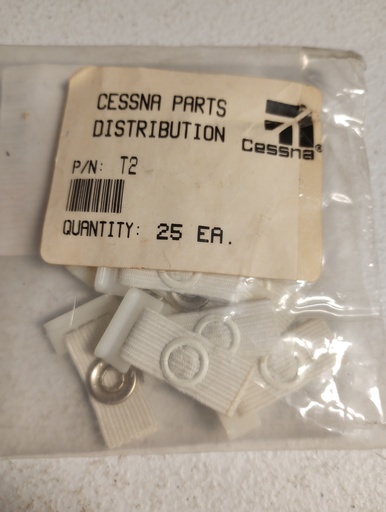 CESSNA PARTS
DISTRIBUTION
Cessna®
P/N: T2
QUANTITY: 25 EA.